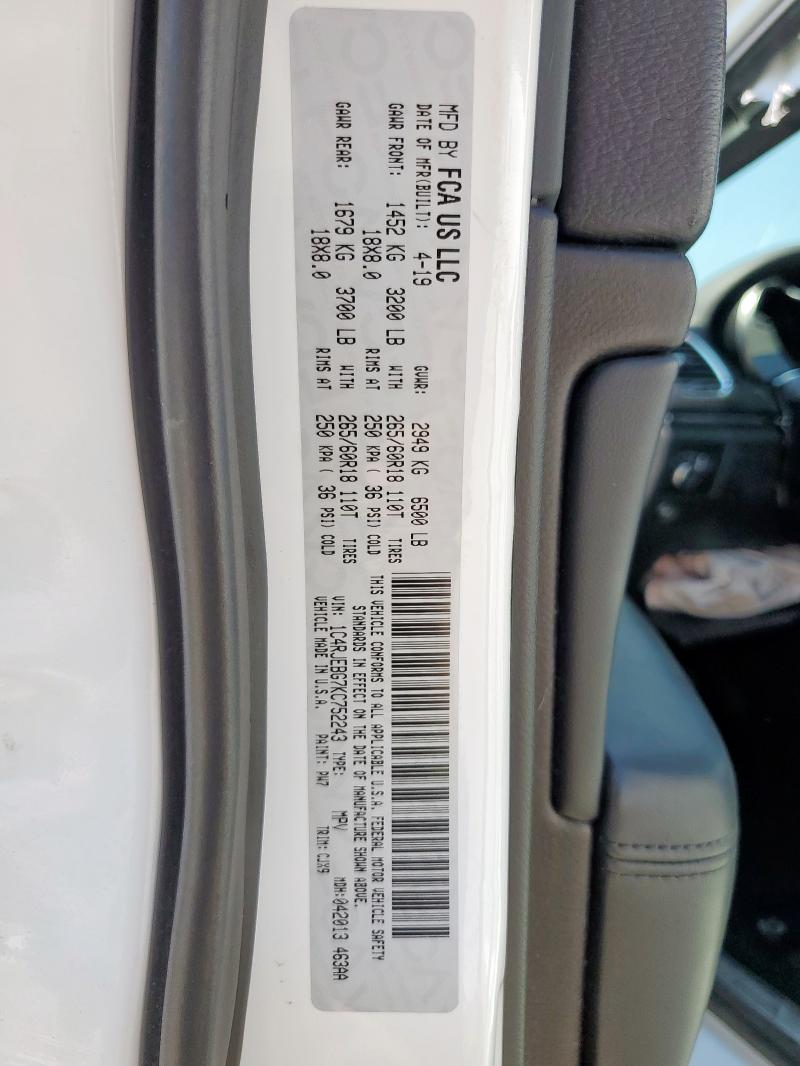 MFD BY FCA US LLC
DATE OF MFR(BUILT): 4-19 GVWR: 2949 KG 6500 LB
GAWR FRONT: 1452 KG 3200 LB WITH 265/60R18 110T TIRES
18X8.0 RIMS AT 250 KPA ( 36 PSI) COLD
GAWR REAR: 1679 KG 3700 LB WITH 265/60R18 110T TIRES
18X8.0 RIMS AT 250 KPA ( 36 PSI) COLD
THIS VEHICLE CONFORMS TO ALL APPLICABLE U.S.A. FEDERAL MOTOR VEHICLE SAFETY
STANDARDS IN EFFECT ON THE DATE OF MANUFACTURE SHOWN ABOVE.
VIN: 1C4RJEBG7KC752243 TYPE: MPV MDH:042013 463AA
VEHICLE MADE IN U.S.A. PAINT: PW7 TRIM: CJX9